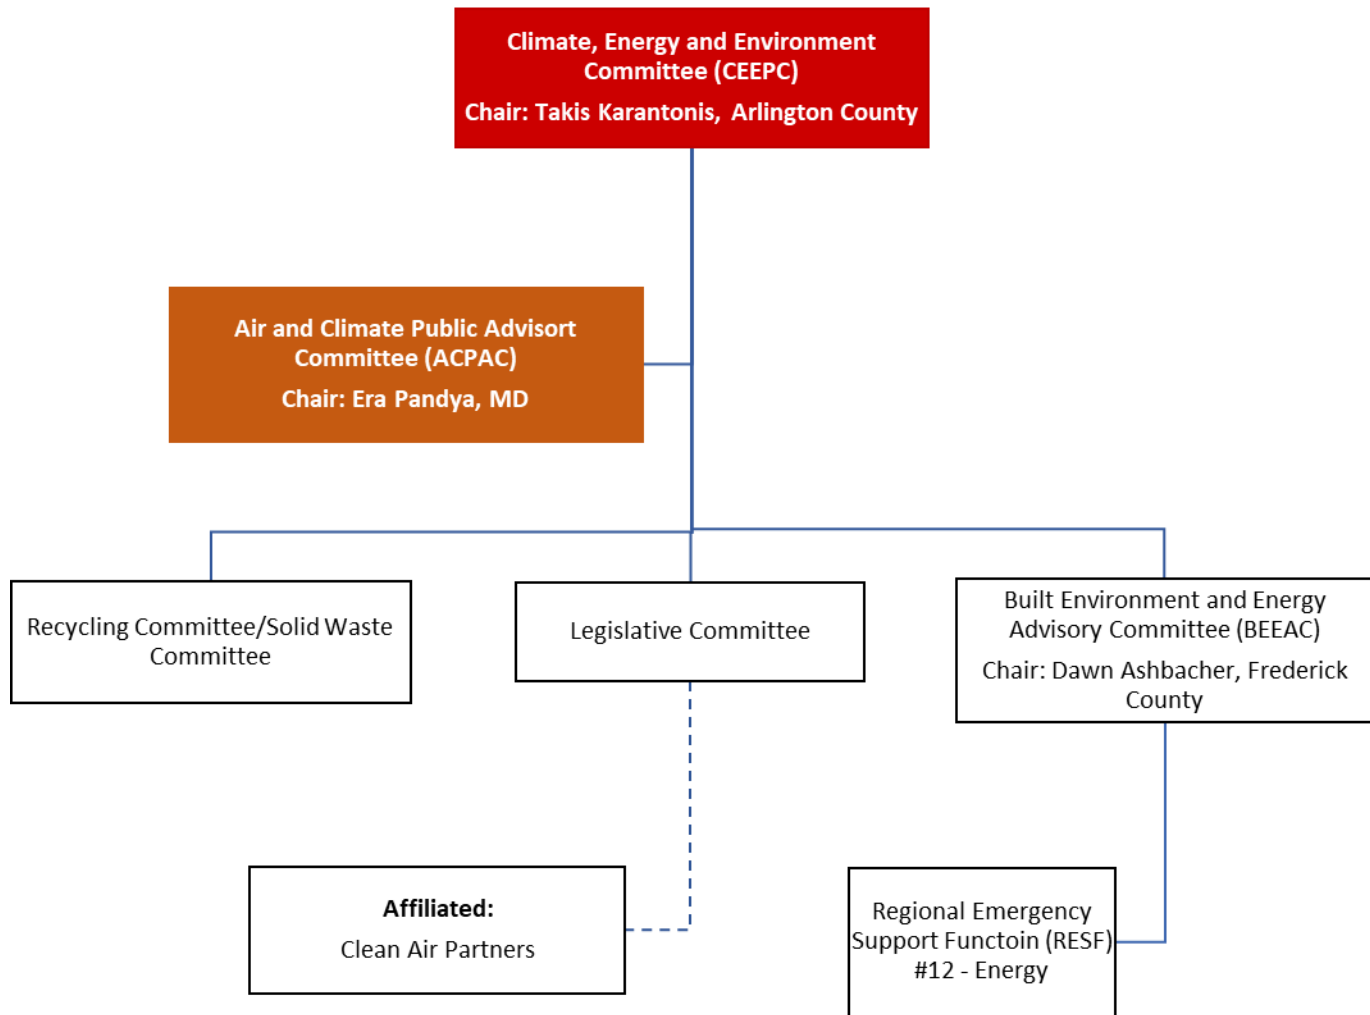 Climate, Energy and Environment
Committee (CEEPC)
Chair: Takis Karantonis, Arlington County
Air and Climate Public Advisort
Committee (ACPAC)
Chair: Era Pandya, MD
Recycling Committee/Solid Waste
Committee
Legislative Committee
Built Environment and Energy
Advisory Committee (BEEAC)
Chair: Dawn Ashbacher, Frederick
County
Affiliated:
Clean Air Partners
Regional Emergency
Support Functoin (RESF)
#12 - Energy